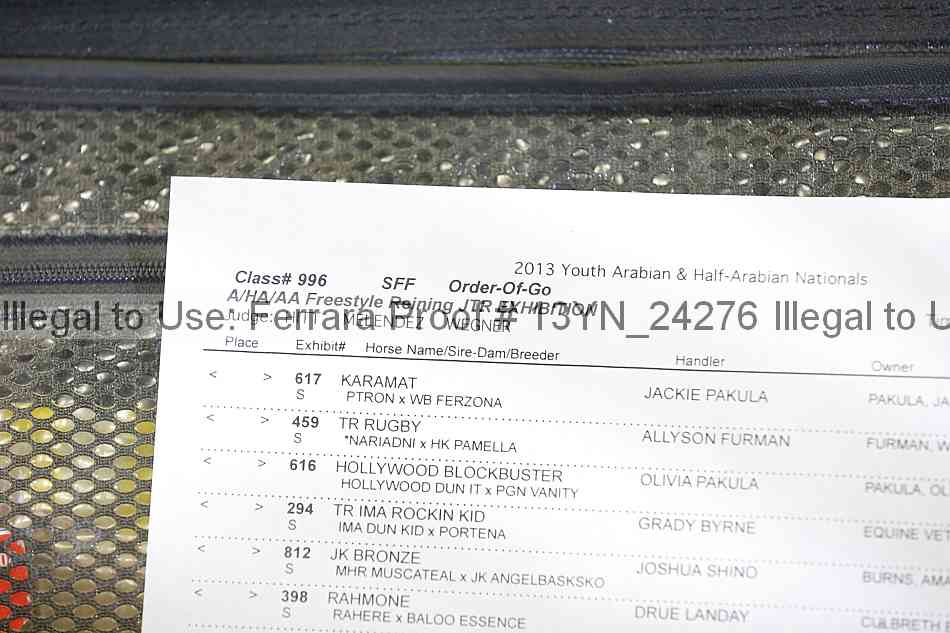 2013 Youth Arabian & Half-Arabian Nationals
Class# 996 SFF Order-Of-Go
A/HA/AA Freestyle Reining JTR EXHIBITION
Judge: MELENDEZ WEGNER
Illegal to Use: Ferrara Proof # 13YN_24276 Illegal to U
Place Exhibit# Horse Name/Sire-Dam/Breeder Handler Owner
< > 617 KARAMAT JACKIE PAKULA PAKULA, JA
S PTRON x WB FERZONA
< > 459 TR RUGBY ALLYSON FURMAN FURMAN, W
S *NARIADNI x HK PAMELLA
< > 616 HOLLYWOOD BLOCKBUSTER OLIVIA PAKULA PAKULA, OL
HOLLYWOOD DUN IT x PGN VANITY
< > 294 TR IMA ROCKIN KID GRADY BYRNE EQUINE VET
S IMA DUN KID x PORTENA
< > 812 JK BRONZE JOSHUA SHINO BURNS, AMA
S MHR MUSCATEAL x JK ANGELBASKSKO
< > 398 RAHMONE DRUE LANDAY CULBRETH
S RAHERE x BALOO ESSENCE